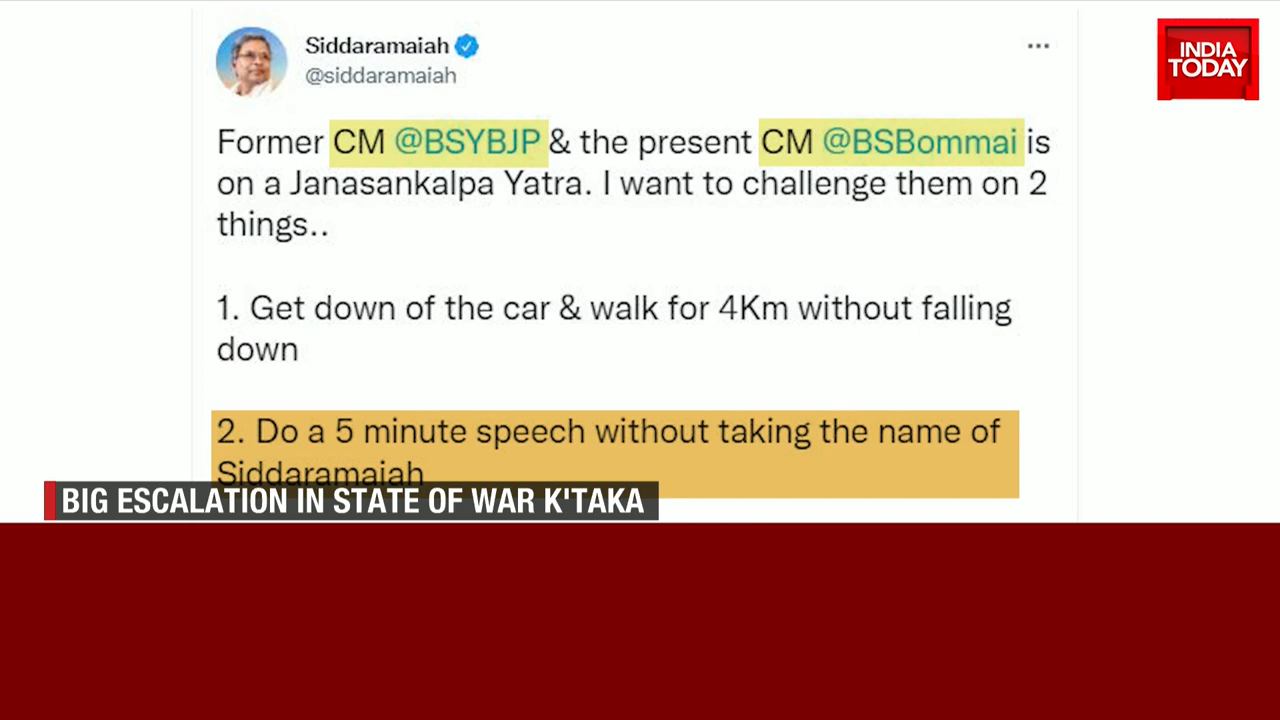 Siddaramaiah
@siddaramaiah
INDIA
TODAY
Former CM @BSYBJP & the present CM @BSBommai is
on a Janasankalpa Yatra. I want to challenge them on 2
things..
1. Get down of the car & walk for 4Km without falling
down
2. Do a 5 minute speech without taking the name of
Siddaramaiah
BIG ESCALATION IN STATE OF WAR K'TAKA